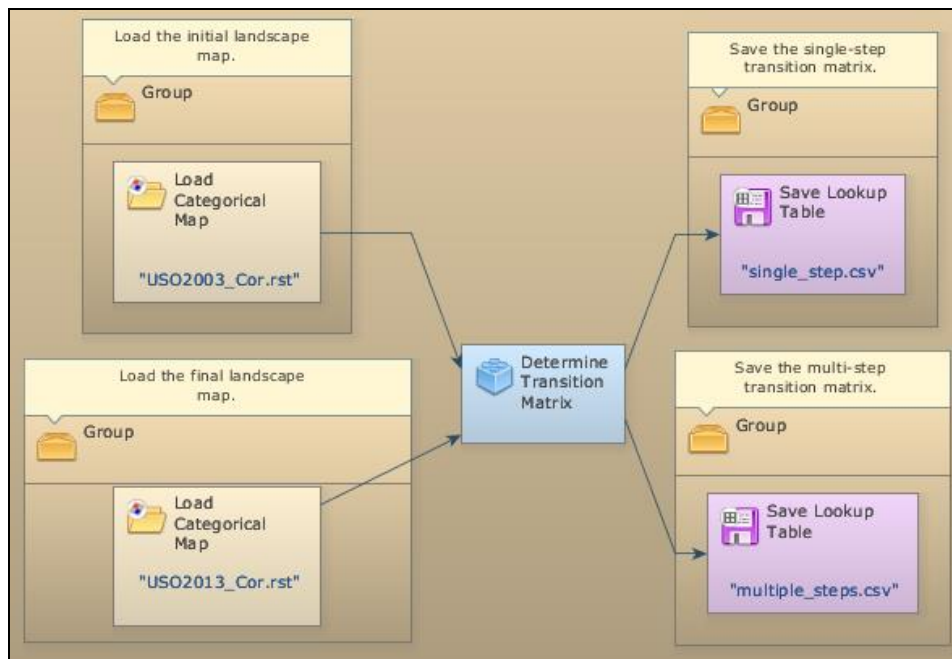 Load the initial landscape
map.
Group
Load
Categorical
Map
"USO2003_Cor.rst"
Load the final landscape
map.
Group
Load
Categorical
Map
"USO2013_Cor.rst"
Determine
Transition
Matrix
Save the single-step
transition matrix.
Group
Save Lookup
Table
"single_step.csv"
Save the multi-step
transition matrix.
Group
Save Lookup
Table
"multiple_steps.csv"